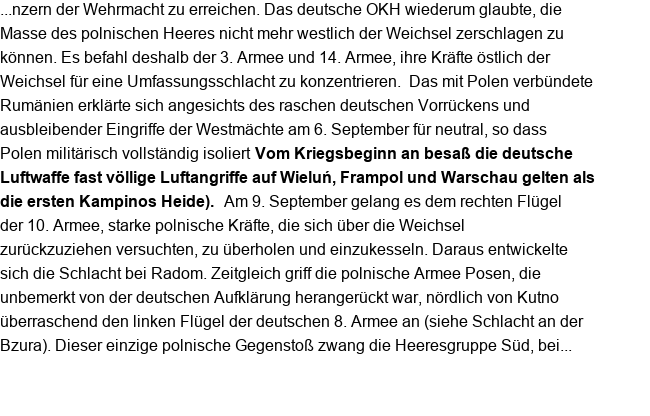 ...nzern der Wehrmacht zu erreichen. Das deutsche OKH wiederum glaubte, die
Masse des polnischen Heeres nicht mehr westlich der Weichsel zerschlagen zu
können. Es befahl deshalb der 3. Armee und 14. Armee, ihre Kräfte östlich der
Weichsel für eine Umfassungsschlacht zu konzentrieren.  Das mit Polen verbündete
Rumänien erklärte sich angesichts des raschen deutschen Vorrückens und
ausbleibender Eingriffe der Westmächte am 6. September für neutral, so dass
Polen militärisch vollständig isoliert Vom Kriegsbeginn an besaß die deutsche
Luftwaffe fast völlige Luftangriffe auf Wieluń, Frampol und Warschau gelten als
die ersten Kampinos Heide).  Am 9. September gelang es dem rechten Flügel
der 10. Armee, starke polnische Kräfte, die sich über die Weichsel
zurückzuziehen versuchten, zu überholen und einzukesseln. Daraus entwickelte
sich die Schlacht bei Radom. Zeitgleich griff die polnische Armee Posen, die
unbemerkt von der deutschen Aufklärung herangerückt war, nördlich von Kutno
überraschend den linken Flügel der deutschen 8. Armee an (siehe Schlacht an der
Bzura). Dieser einzige polnische Gegenstoß zwang die Heeresgruppe Süd, bei...